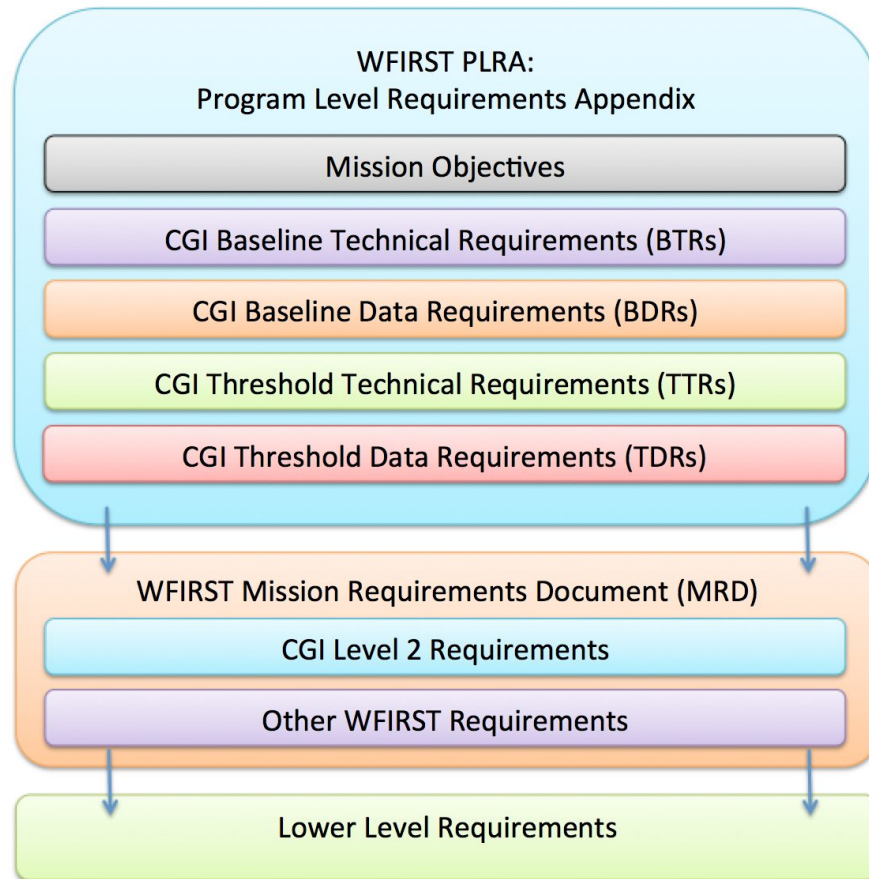 WFIRST PLRA:
Program Level Requirements Appendix
Mission Objectives
CGI Baseline Technical Requirements (BTRs)
CGI Baseline Data Requirements (BDRs)
CGI Threshold Technical Requirements (TTRs)
CGI Threshold Data Requirements (TDRs)
WFIRST Mission Requirements Document (MRD)
CGI Level 2 Requirements
Other WFIRST Requirements
Lower Level Requirements